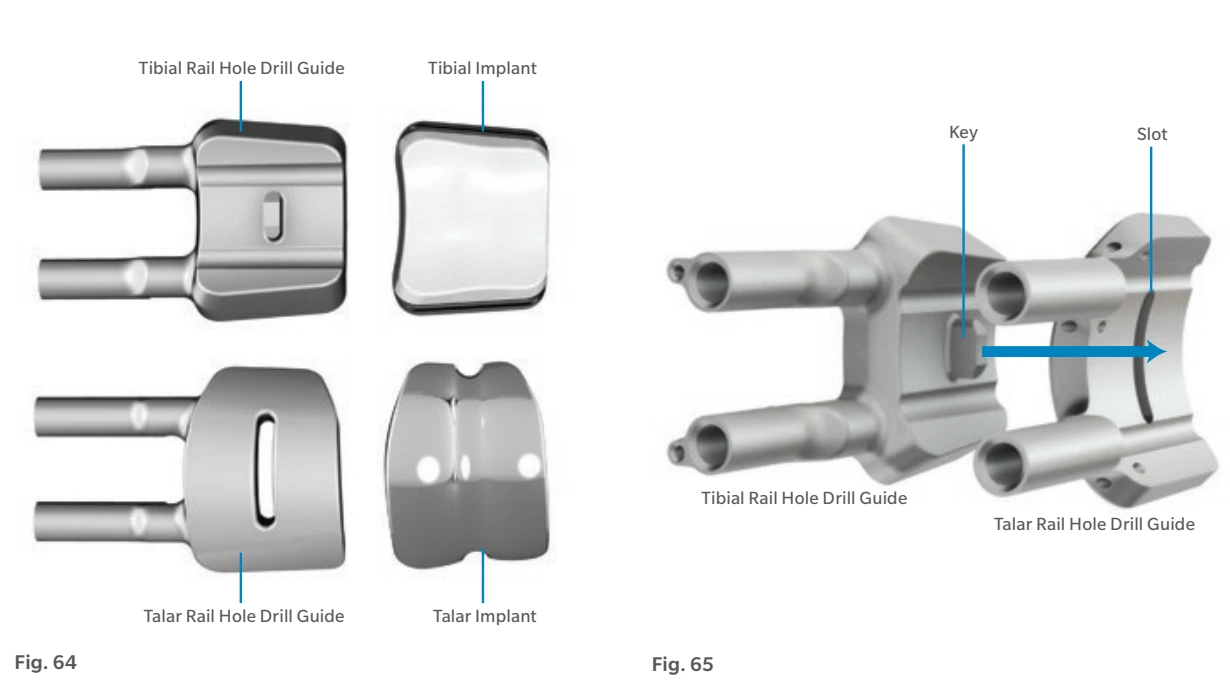 Tibial Rail Hole Drill Guide
Tibial Implant
Talar Rail Hole Drill Guide
Talar Implant
Fig. 64
Key
Slot
Tibial Rail Hole Drill Guide
Talar Rail Hole Drill Guide
Fig. 65